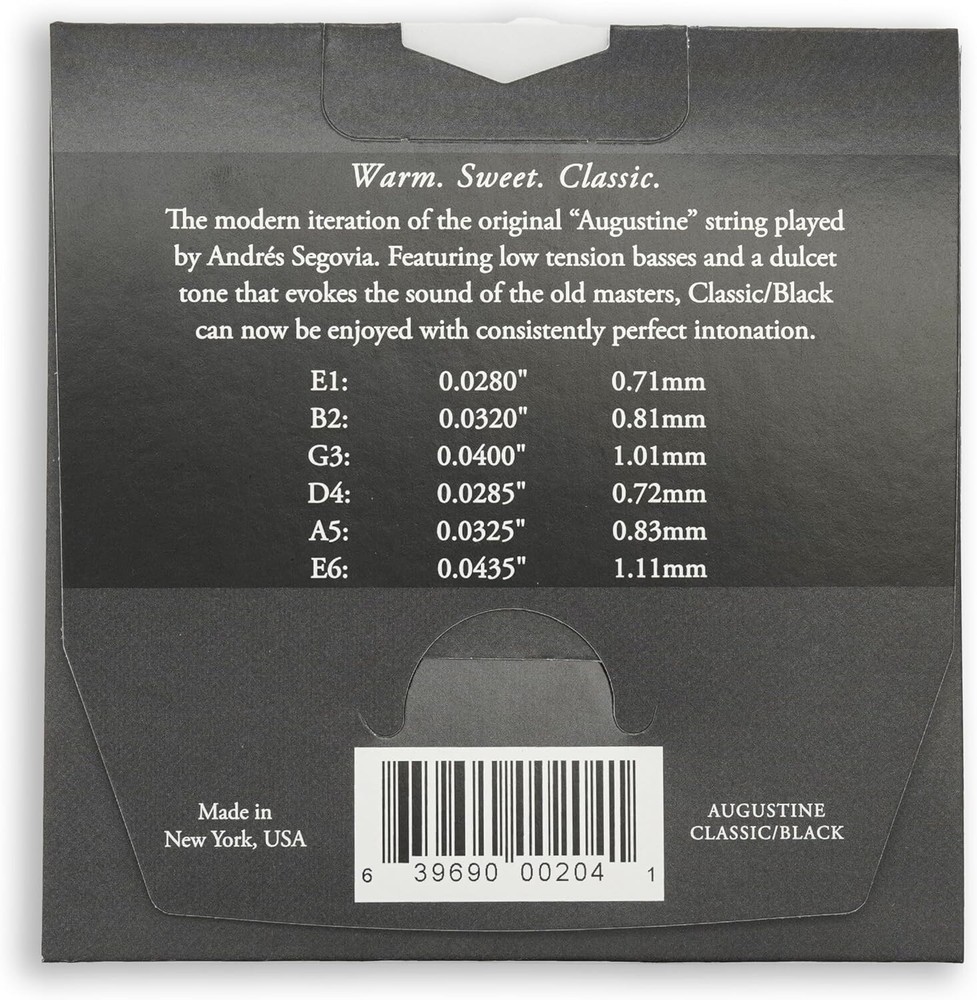 Warm. Sweet. Classic.
The modern iteration of the original “Augustine” string played
by Andrés Segovia. Featuring low tension basses and a dulcet
tone that evokes the sound of the old masters, Classic/Black
can now be enjoyed with consistently perfect intonation.
E1: 0.0280" 0.71mm
B2: 0.0320" 0.81mm
G3: 0.0400" 1.01mm
D4: 0.0285" 0.72mm
A5: 0.0325" 0.83mm
E6: 0.0435" 1.11mm
Made in
New York, USA
6 39690 00204 1
AUGUSTINE
CLASSIC/BLACK